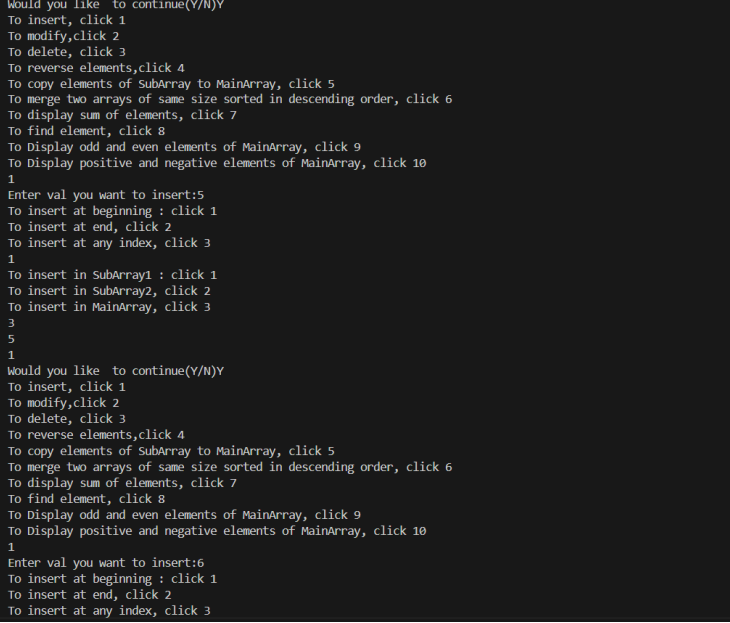 Would you like  to continue(Y/N)Y
To insert, click 1
To modify,click 2
To delete, click 3
To reverse elements,click 4
To copy elements of SubArray to MainArray, click 5
To merge two arrays of same size sorted in descending order, click 6
To display sum of elements, click 7
To find element, click 8
To Display odd and even elements of MainArray, click 9
To Display positive and negative elements of MainArray, click 10
1
Enter val you want to insert:5
To insert at beginning : click 1
To insert at end, click 2
To insert at any index, click 3
1
To insert in SubArray1 : click 1
To insert in SubArray2, click 2
To insert in MainArray, click 3
3
5
1
Would you like  to continue(Y/N)Y
To insert, click 1
To modify,click 2
To delete, click 3
To reverse elements,click 4
To copy elements of SubArray to MainArray, click 5
To merge two arrays of same size sorted in descending order, click 6
To display sum of elements, click 7
To find element, click 8
To Display odd and even elements of MainArray, click 9
To Display positive and negative elements of MainArray, click 10
1
Enter val you want to insert:6
To insert at beginning : click 1
To insert at end, click 2
To insert at any index, click 3